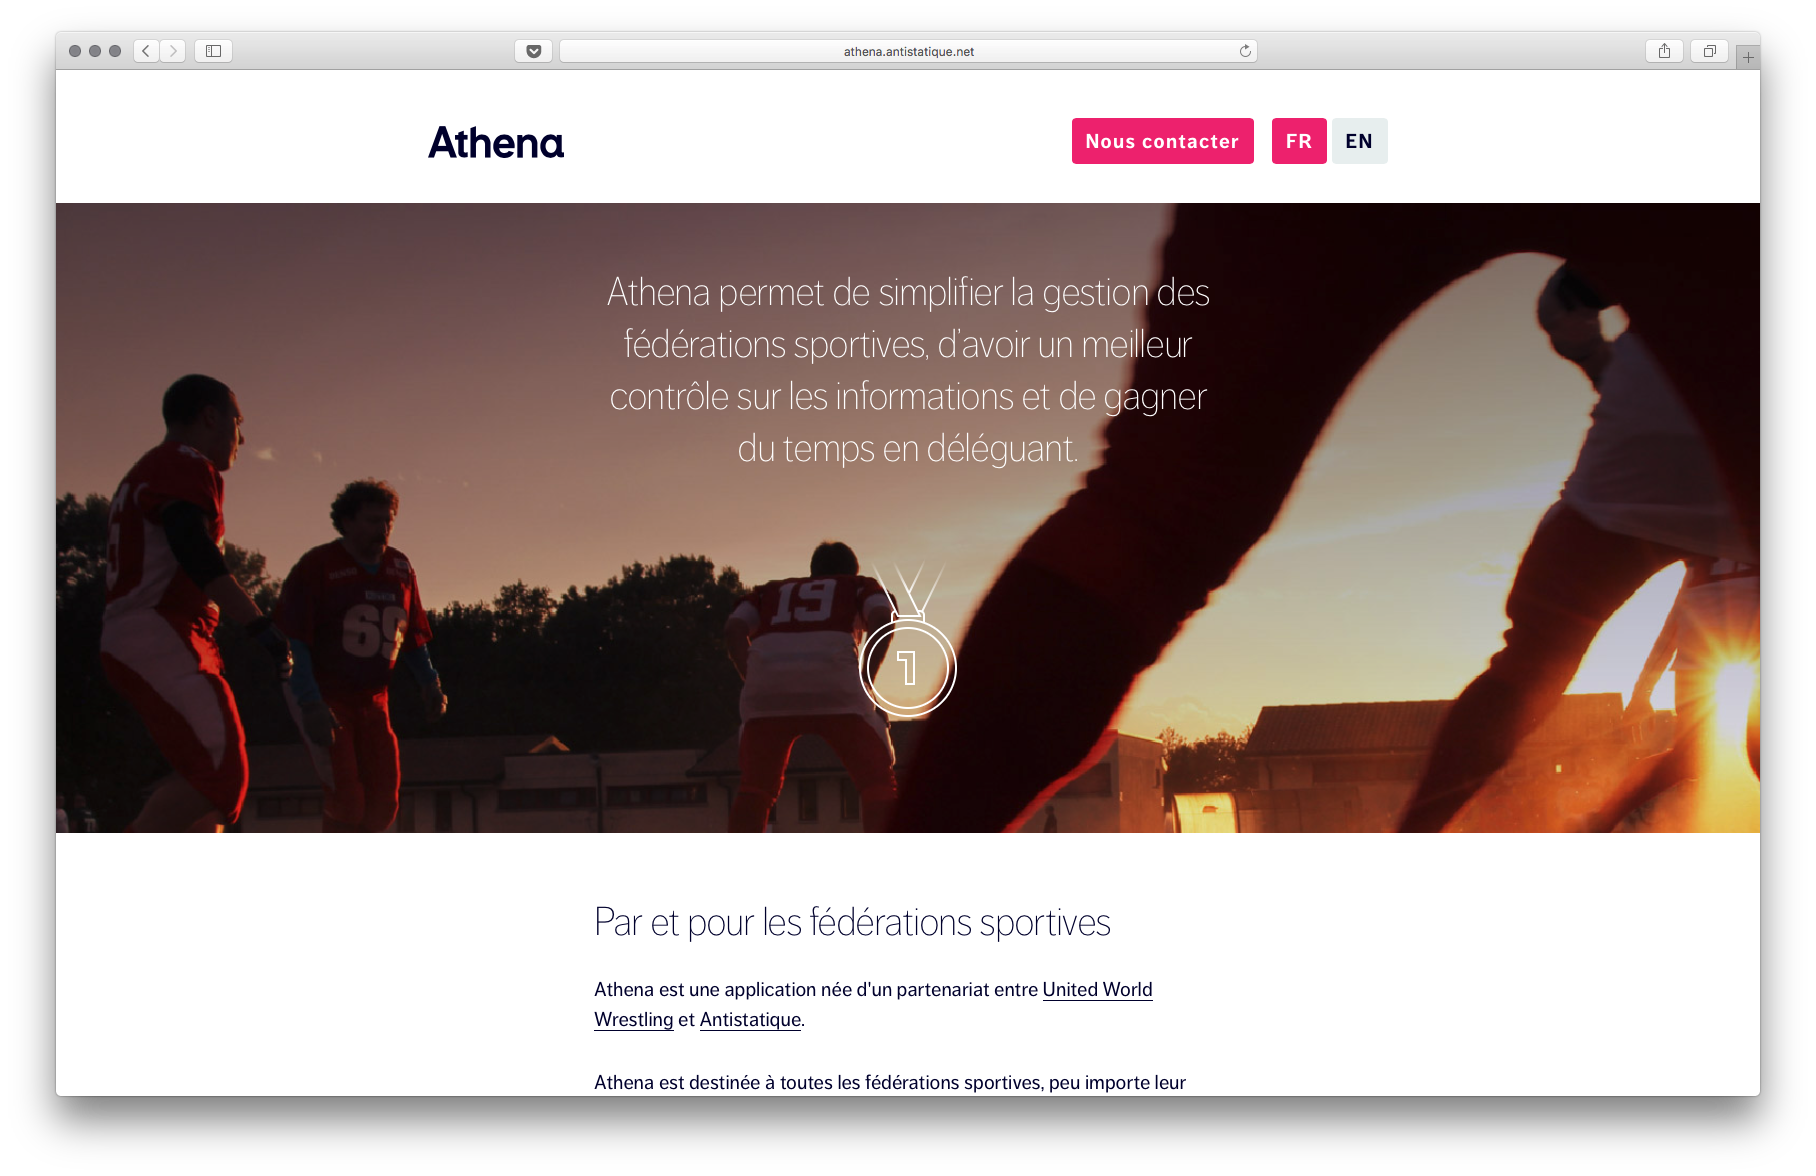 athena.antistatique.net
Athena
Nous contacter
FR
EN
Athena permet de simplifier la gestion des
fédérations sportives, d'avoir un meilleur
contrôle sur les informations et de gagner
du temps en déléguant.
19
69
1
Par et pour les fédérations sportives
Athena est une application née d'un partenariat entre United World
Wrestling et Antistatique.
Athena est destinée à toutes les fédérations sportives, peu importe leur